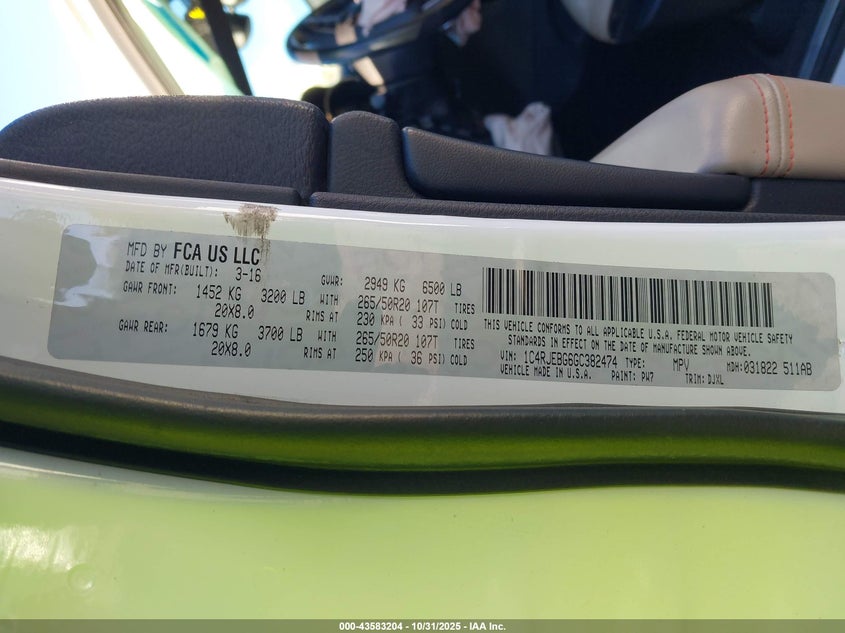 MFD BY FCA US LLC
DATE OF MFR(BUILT): 3-16 GVWR: 2949 KG 6500 LB
GAWR FRONT: 1452 KG 3200 LB WITH 265/50R20 107T TIRES
20X8.0 RIMS AT 230 KPA ( 33 PSI) COLD
GAWR REAR: 1679 KG 3700 LB WITH 265/50R20 107T TIRES
20X8.0 RIMS AT 250 KPA ( 36 PSI) COLD
THIS VEHICLE CONFORMS TO ALL APPLICABLE U.S.A. FEDERAL MOTOR VEHICLE SAFETY
STANDARDS IN EFFECT ON THE DATE OF MANUFACTURE SHOWN ABOVE.
VIN: 1C4RJEBG6GC382474 TYPE: MPV MDH: 031822 511AB
VEHICLE MADE IN U.S.A. PAINT: PW7 TRIM: DJXL
000-43583204 - 10/31/2025 - IAA Inc.